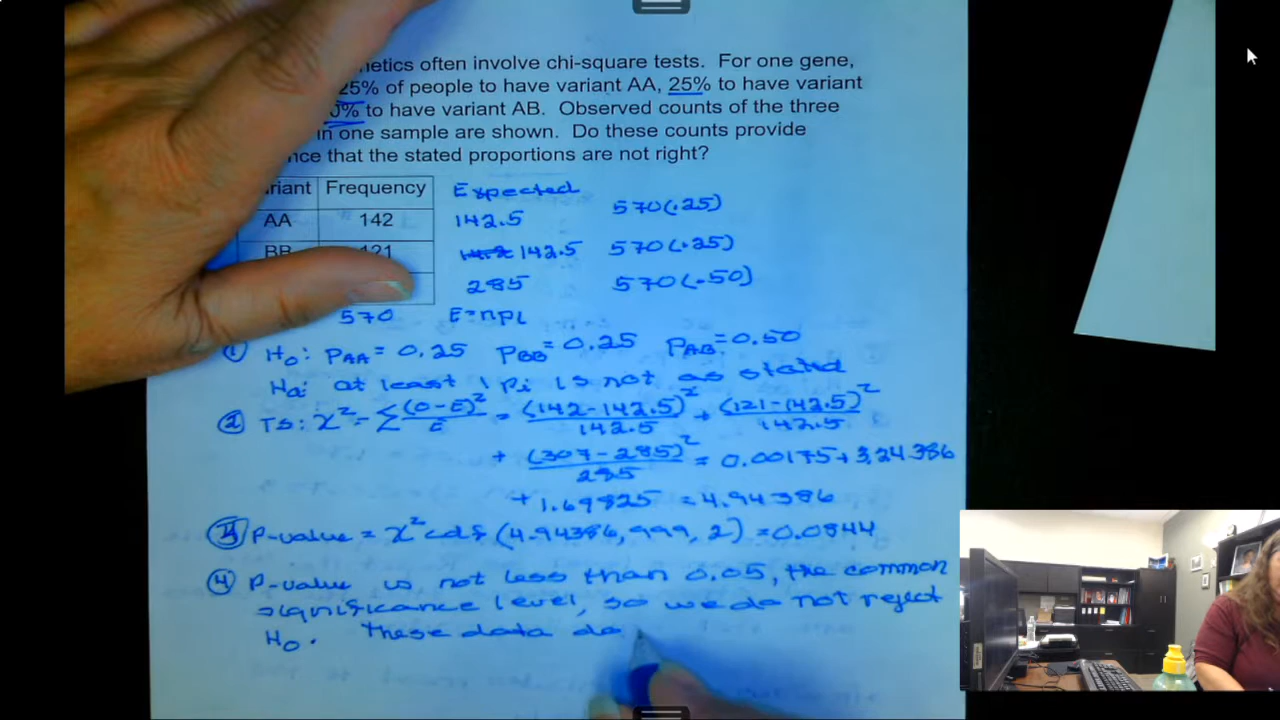 netics often involve chi-square tests. For one gene,
25% of people to have variant AA, 25% to have variant
0% to have variant AB. Observed counts of the three
in one sample are shown. Do these counts provide
nce that the stated proportions are not right?
riant Frequency Expected
AA 142 142.5 570(.25)
BB 121 142.5 570(.25)
285 570(.50)
570 E=npi
① H₀: pAA = 0.25 pBB = 0.25 pAB = 0.50
Ha: at least 1 pi is not as stated
② TS: χ² = Σ(O-E)²/E = (142-142.5)²/142.5 + (121-142.5)²/142.5
+ (307-285)²/285 = 0.00175 + 3.24386
+ 1.69825 = 4.94386
③ P-value = χ²cdf (4.94386, 999, 2) = 0.0844
④ P-value is not less than 0.05, the common
significance level, so we do not reject
H₀. These data do